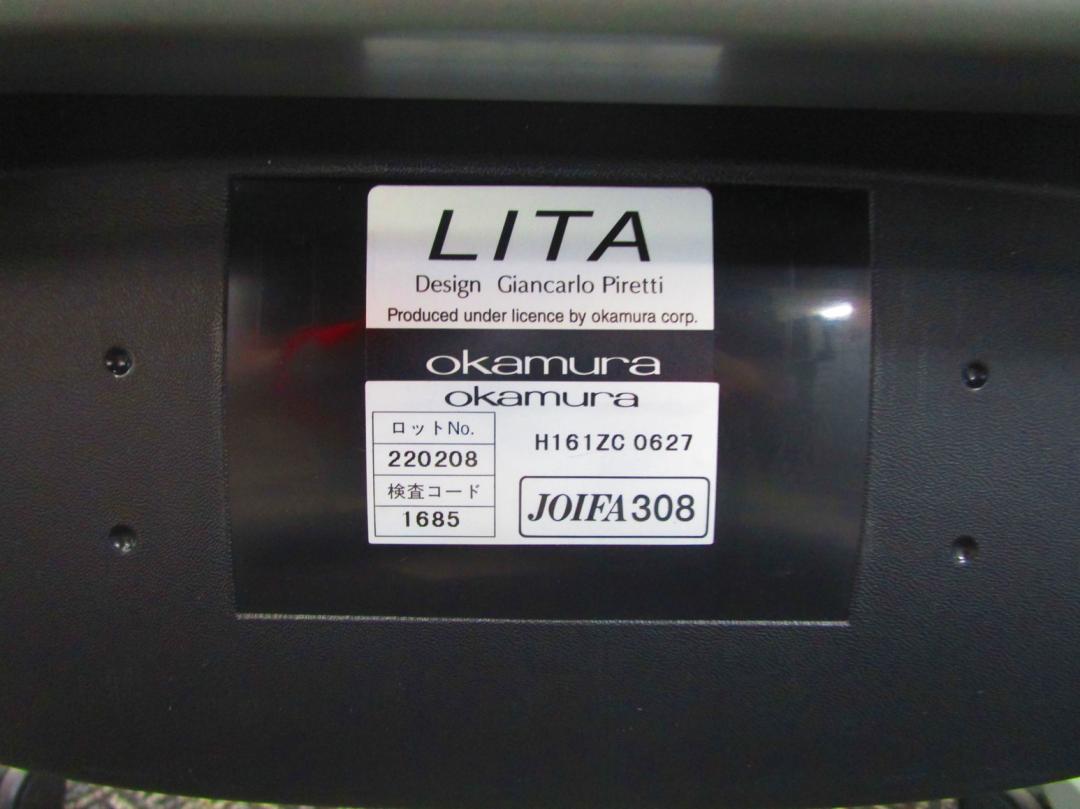 LITA
Design Giancarlo Piretti
Produced under licence by okamura corp.
okamura
okamura
ロットNo.
220208
検査コード
1685
H161ZC 0627
JOIFA308